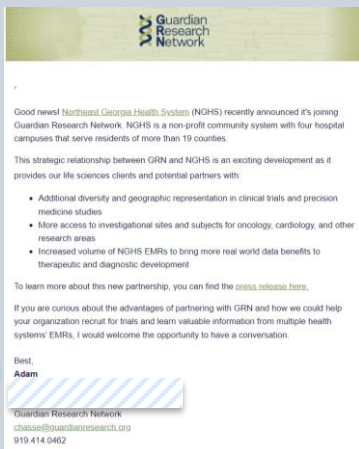 Guardian
Research
Network
,
Good news! Northeast Georgia Health System (NGHS) recently announced it's joining
Guardian Research Network. NGHS is a non-profit community system with four hospital
campuses that serve residents of more than 19 counties.
This strategic relationship between GRN and NGHS is an exciting development as it
provides our life sciences clients and potential partners with:
• Additional diversity and geographic representation in clinical trials and precision
medicine studies
• More access to investigational sites and subjects for oncology, cardiology, and other
research areas
• Increased volume of NGHS EMRs to bring more real world data benefits to
therapeutic and diagnostic development
To learn more about this new partnership, you can find the press release here.
If you are curious about the advantages of partnering with GRN and how we could help
your organization recruit for trials and learn valuable information from multiple health
systems' EMRs, I would welcome the opportunity to have a conversation.
Best,
Adam
Guardian Research Network
chasse@guardianresearch.org
919.414.0462